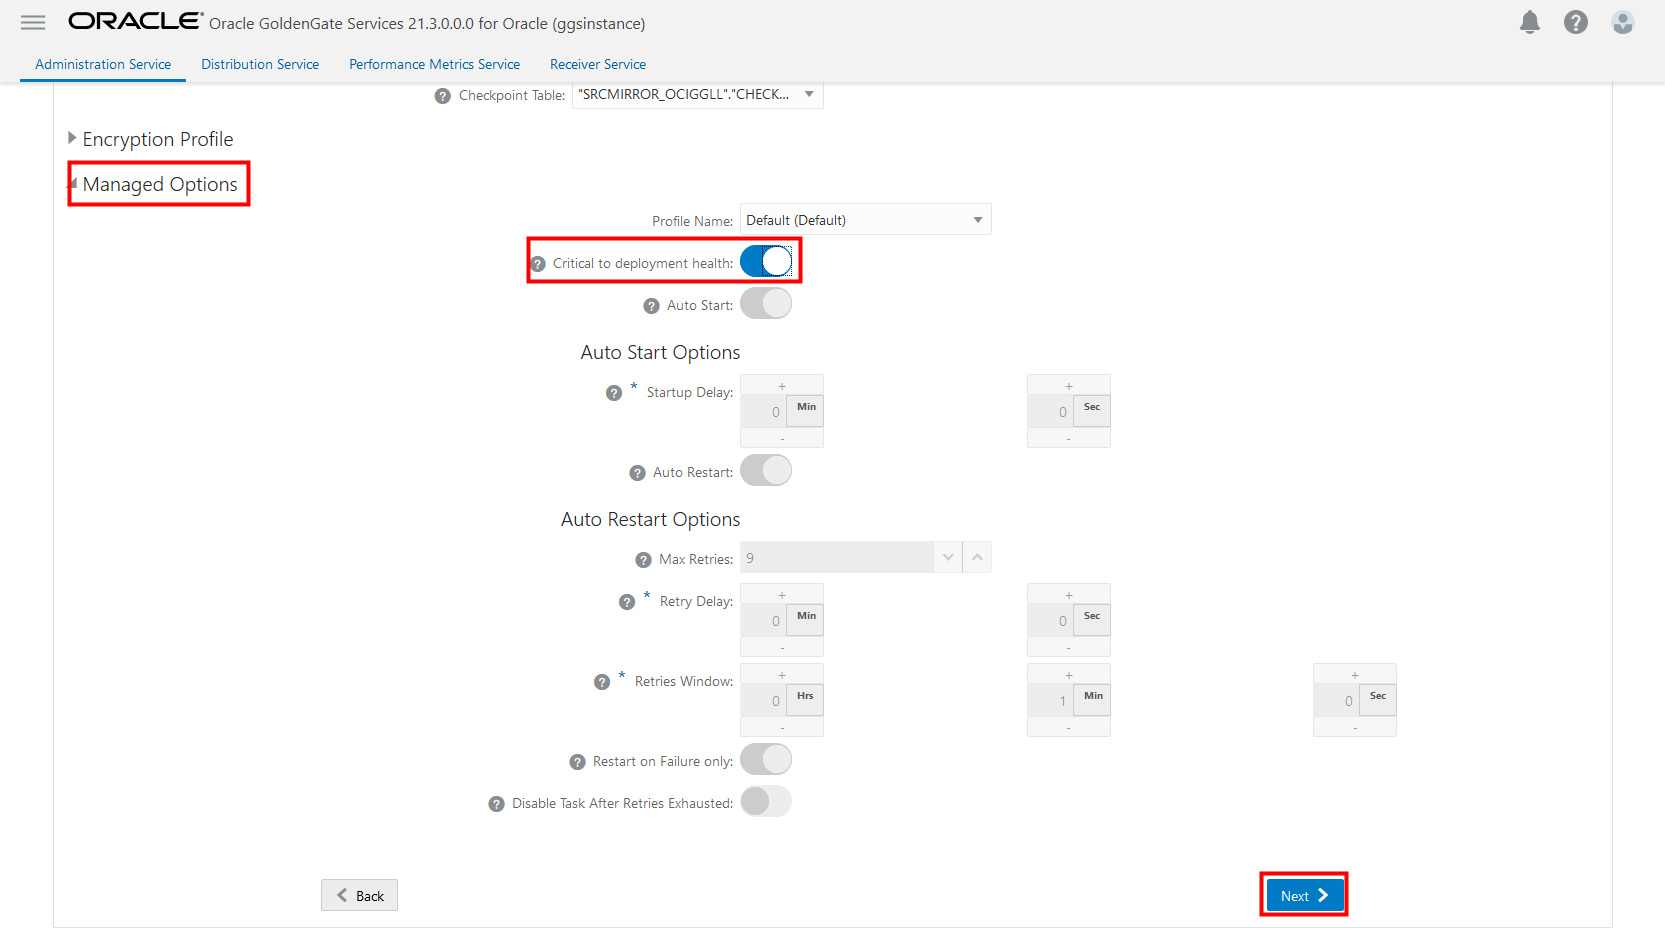 ORACLE® Oracle GoldenGate Services 21.3.0.0.0 for Oracle (ggsinstance)
Administration Service Distribution Service Performance Metrics Service Receiver Service
? Checkpoint Table: "SRCMIRROR_OCIGGLL"."CHECK...
Encryption Profile
Managed Options
Profile Name: Default (Default)
? Critical to deployment health:
? Auto Start:
Auto Start Options
+ +
? * Startup Delay: 0 Min 0 Sec
- -
? Auto Restart:
Auto Restart Options
? Max Retries: 9
+ +
? * Retry Delay: 0 Min 0 Sec
- -
+ + +
? * Retries Window: 0 Hrs 1 Min 0 Sec
- - -
? Restart on Failure only:
? Disable Task After Retries Exhausted:
Back Next